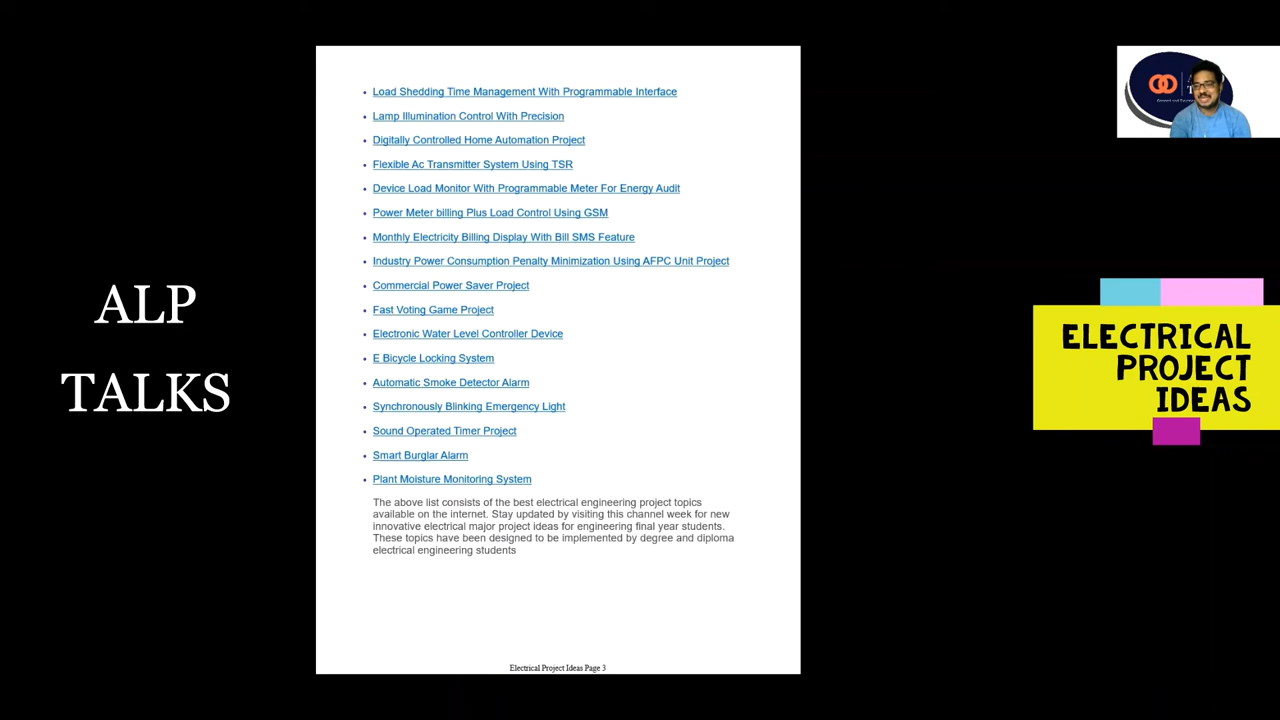 ALP
TALKS
• Load Shedding Time Management With Programmable Interface
• Lamp Illumination Control With Precision
• Digitally Controlled Home Automation Project
• Flexible Ac Transmitter System Using TSR
• Device Load Monitor With Programmable Meter For Energy Audit
• Power Meter billing Plus Load Control Using GSM
• Monthly Electricity Billing Display With Bill SMS Feature
• Industry Power Consumption Penalty Minimization Using AFPC Unit Project
• Commercial Power Saver Project
• Fast Voting Game Project
• Electronic Water Level Controller Device
• E Bicycle Locking System
• Automatic Smoke Detector Alarm
• Synchronously Blinking Emergency Light
• Sound Operated Timer Project
• Smart Burglar Alarm
• Plant Moisture Monitoring System
The above list consists of the best electrical engineering project topics
available on the internet. Stay updated by visiting this channel week for new
innovative electrical major project ideas for engineering final year students.
These topics have been designed to be implemented by degree and diploma
electrical engineering students
Electrical Project Ideas Page 3
ELECTRICAL
PROJECT
IDEAS